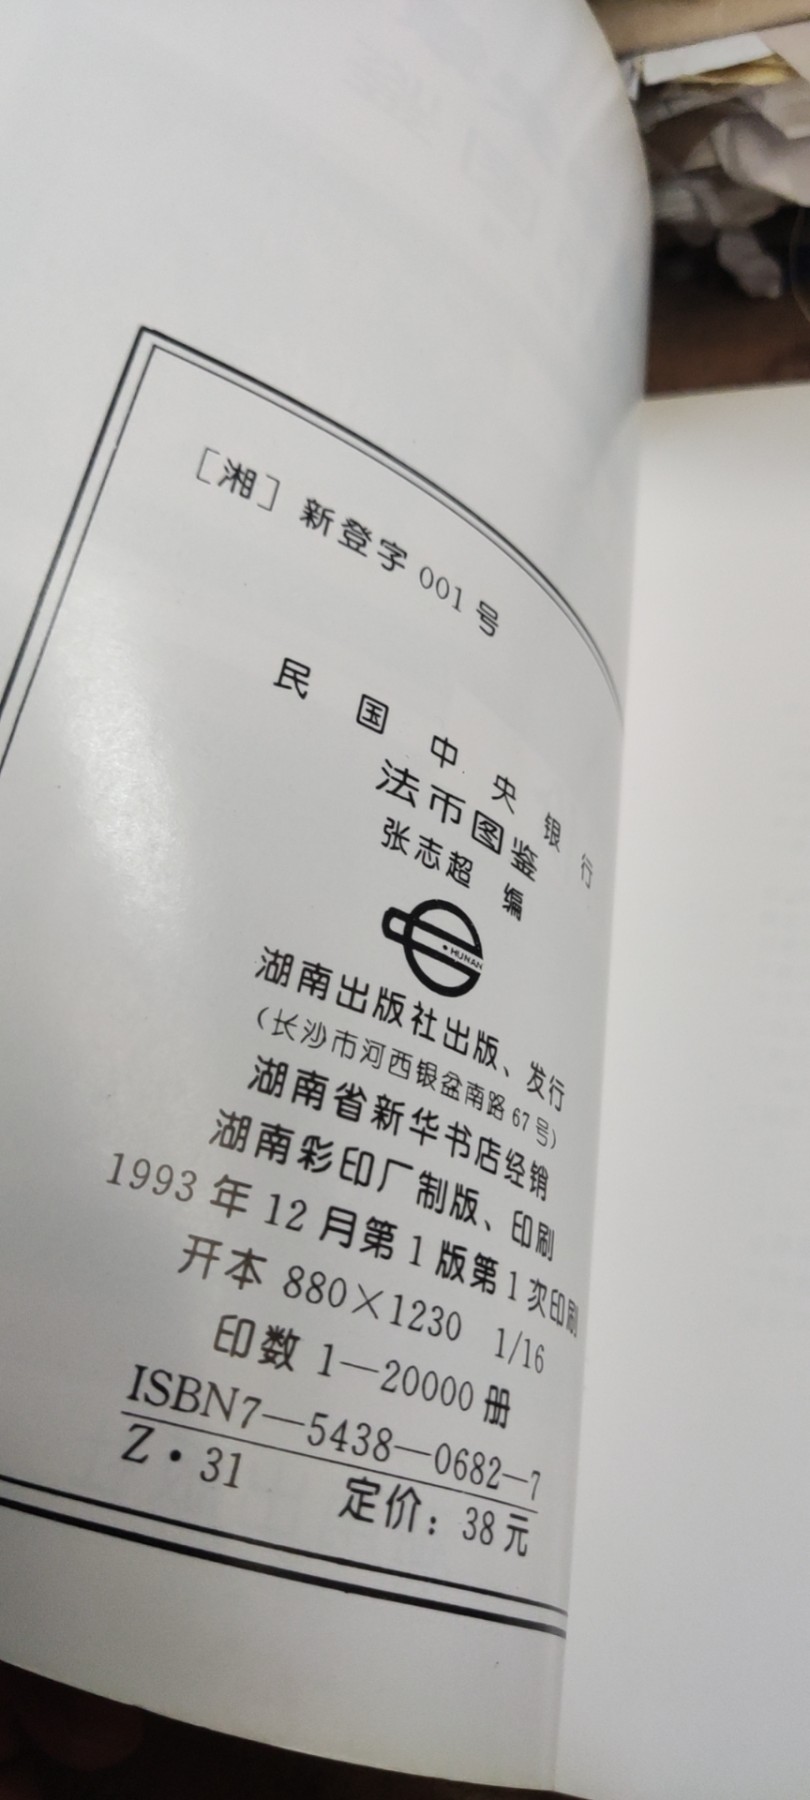 ［湘］新登字 001 号
民国中央银行
法币图鉴
张志超 编
HUNAN
湖南出版社出版、发行
（长沙市河西银盆南路 67 号）
湖南省新华书店经销
湖南彩印厂制版、印刷
1993 年 12 月第 1 版第 1 次印刷
开本 880×1230 1/16
印数 1—20000 册
ISBN7—5438—0682—7
Z·31 定价：38 元